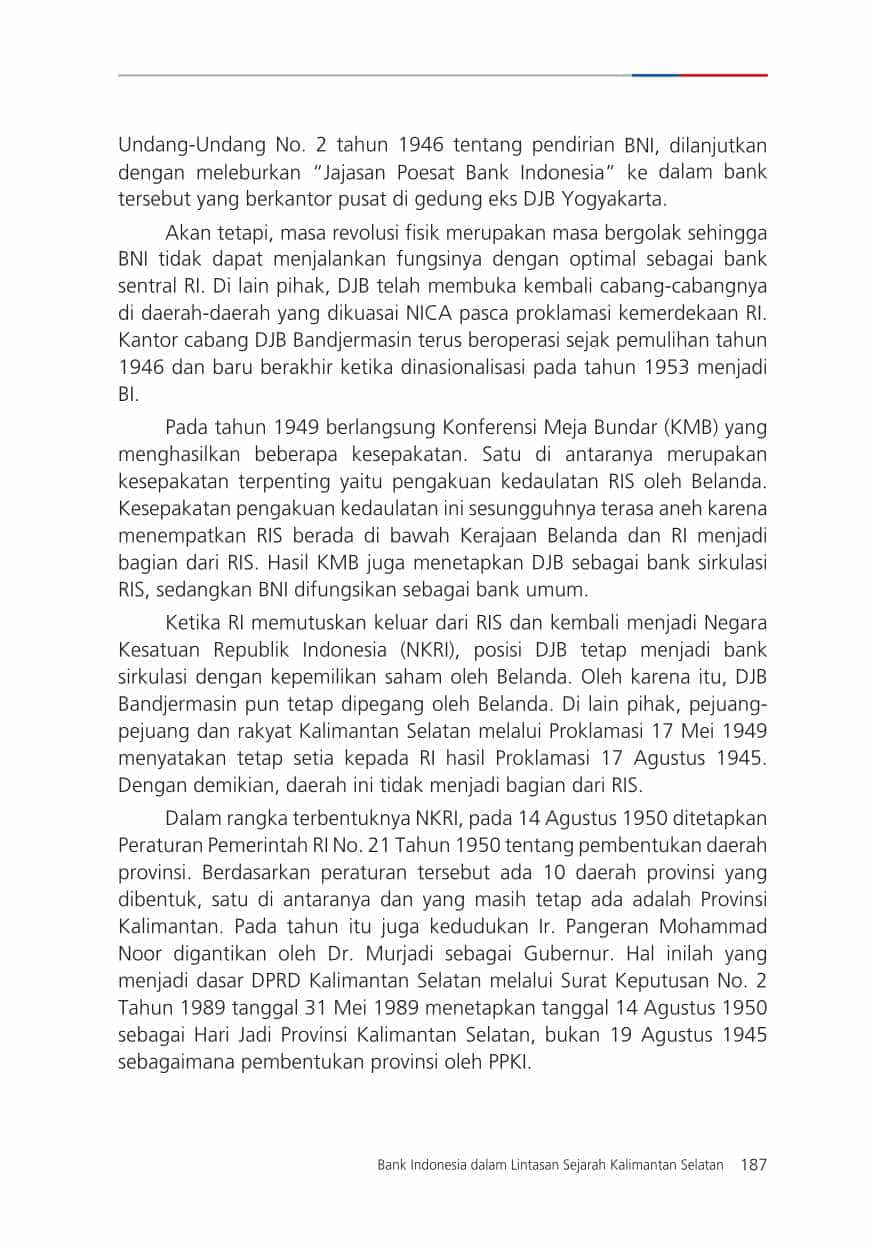 Undang-Undang No. 2 tahun 1946 tentang pendirian BNI, dilanjutkan
dengan meleburkan “Jajasan Poesat Bank Indonesia” ke dalam bank
tersebut yang berkantor pusat di gedung eks DJB Yogyakarta.
Akan tetapi, masa revolusi fisik merupakan masa bergolak sehingga
BNI tidak dapat menjalankan fungsinya dengan optimal sebagai bank
sentral RI. Di lain pihak, DJB telah membuka kembali cabang-cabangnya
di daerah-daerah yang dikuasai NICA pasca proklamasi kemerdekaan RI.
Kantor cabang DJB Bandjermasin terus beroperasi sejak pemulihan tahun
1946 dan baru berakhir ketika dinasionalisasi pada tahun 1953 menjadi
BI.
Pada tahun 1949 berlangsung Konferensi Meja Bundar (KMB) yang
menghasilkan beberapa kesepakatan. Satu di antaranya merupakan
kesepakatan terpenting yaitu pengakuan kedaulatan RIS oleh Belanda.
Kesepakatan pengakuan kedaulatan ini sesungguhnya terasa aneh karena
menempatkan RIS berada di bawah Kerajaan Belanda dan RI menjadi
bagian dari RIS. Hasil KMB juga menetapkan DJB sebagai bank sirkulasi
RIS, sedangkan BNI difungsikan sebagai bank umum.
Ketika RI memutuskan keluar dari RIS dan kembali menjadi Negara
Kesatuan Republik Indonesia (NKRI), posisi DJB tetap menjadi bank
sirkulasi dengan kepemilikan saham oleh Belanda. Oleh karena itu, DJB
Bandjermasin pun tetap dipegang oleh Belanda. Di lain pihak, pejuang-
pejuang dan rakyat Kalimantan Selatan melalui Proklamasi 17 Mei 1949
menyatakan tetap setia kepada RI hasil Proklamasi 17 Agustus 1945.
Dengan demikian, daerah ini tidak menjadi bagian dari RIS.
Dalam rangka terbentuknya NKRI, pada 14 Agustus 1950 ditetapkan
Peraturan Pemerintah RI No. 21 Tahun 1950 tentang pembentukan daerah
provinsi. Berdasarkan peraturan tersebut ada 10 daerah provinsi yang
dibentuk, satu di antaranya dan yang masih tetap ada adalah Provinsi
Kalimantan. Pada tahun itu juga kedudukan Ir. Pangeran Mohammad
Noor digantikan oleh Dr. Murjadi sebagai Gubernur. Hal inilah yang
menjadi dasar DPRD Kalimantan Selatan melalui Surat Keputusan No. 2
Tahun 1989 tanggal 31 Mei 1989 menetapkan tanggal 14 Agustus 1950
sebagai Hari Jadi Provinsi Kalimantan Selatan, bukan 19 Agustus 1945
sebagaimana pembentukan provinsi oleh PPKI.
Bank Indonesia dalam Lintasan Sejarah Kalimantan Selatan 187